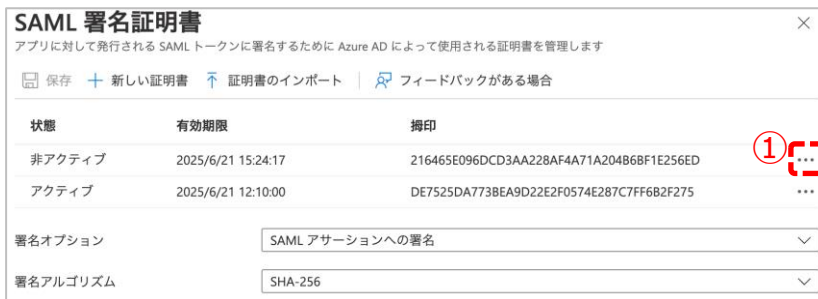 SAML 署名証明書
アプリに対して発行される SAML トークンに署名するために Azure AD によって使用される証明書を管理します
保存 新しい証明書 証明書のインポート フィードバックがある場合
状態 有効期限 拇印
非アクティブ 2025/6/21 15:24:17 216465E096DCD3AA228AF4A71A204B6BF1E256ED ① ...
アクティブ 2025/6/21 12:10:00 DE7525DA773BEA9D22E2F0574E287C7FF6B2F275 ...
署名オプション SAML アサーションへの署名
署名アルゴリズム SHA-256